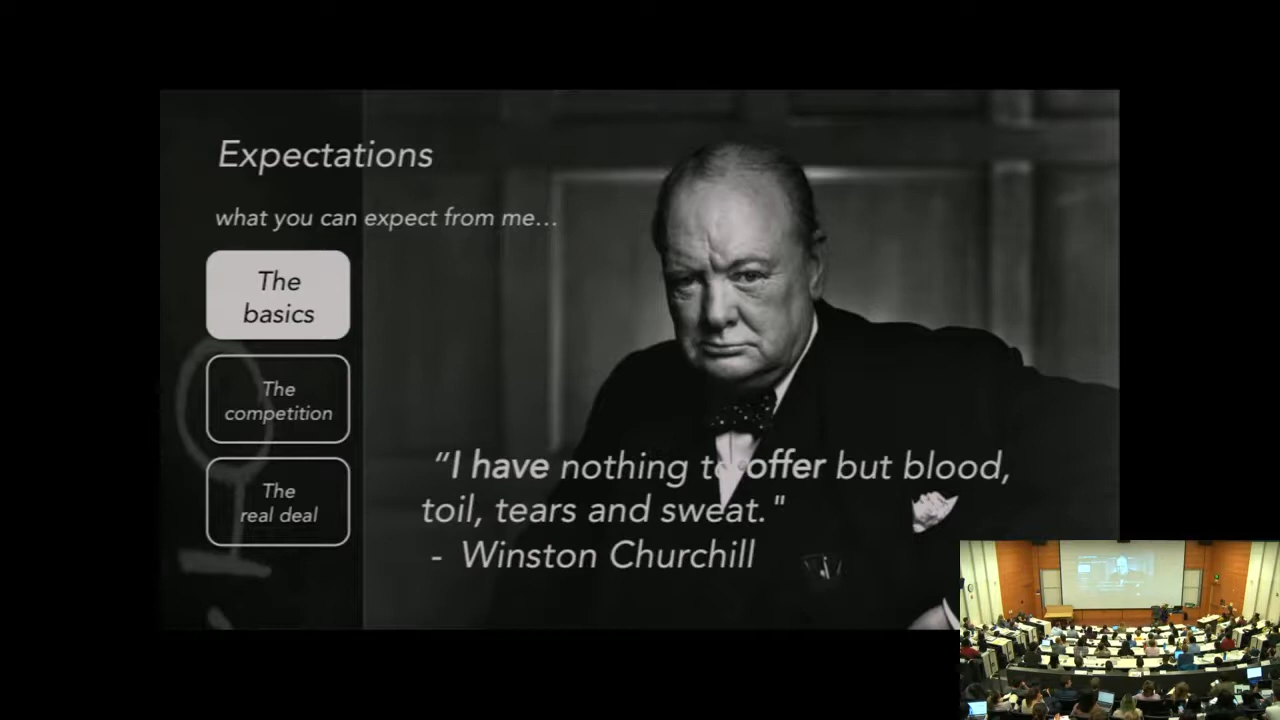 Expectations
what you can expect from me...
The
basics
The
competition
The
real deal
“I have nothing to offer but blood,
toil, tears and sweat."
- Winston Churchill